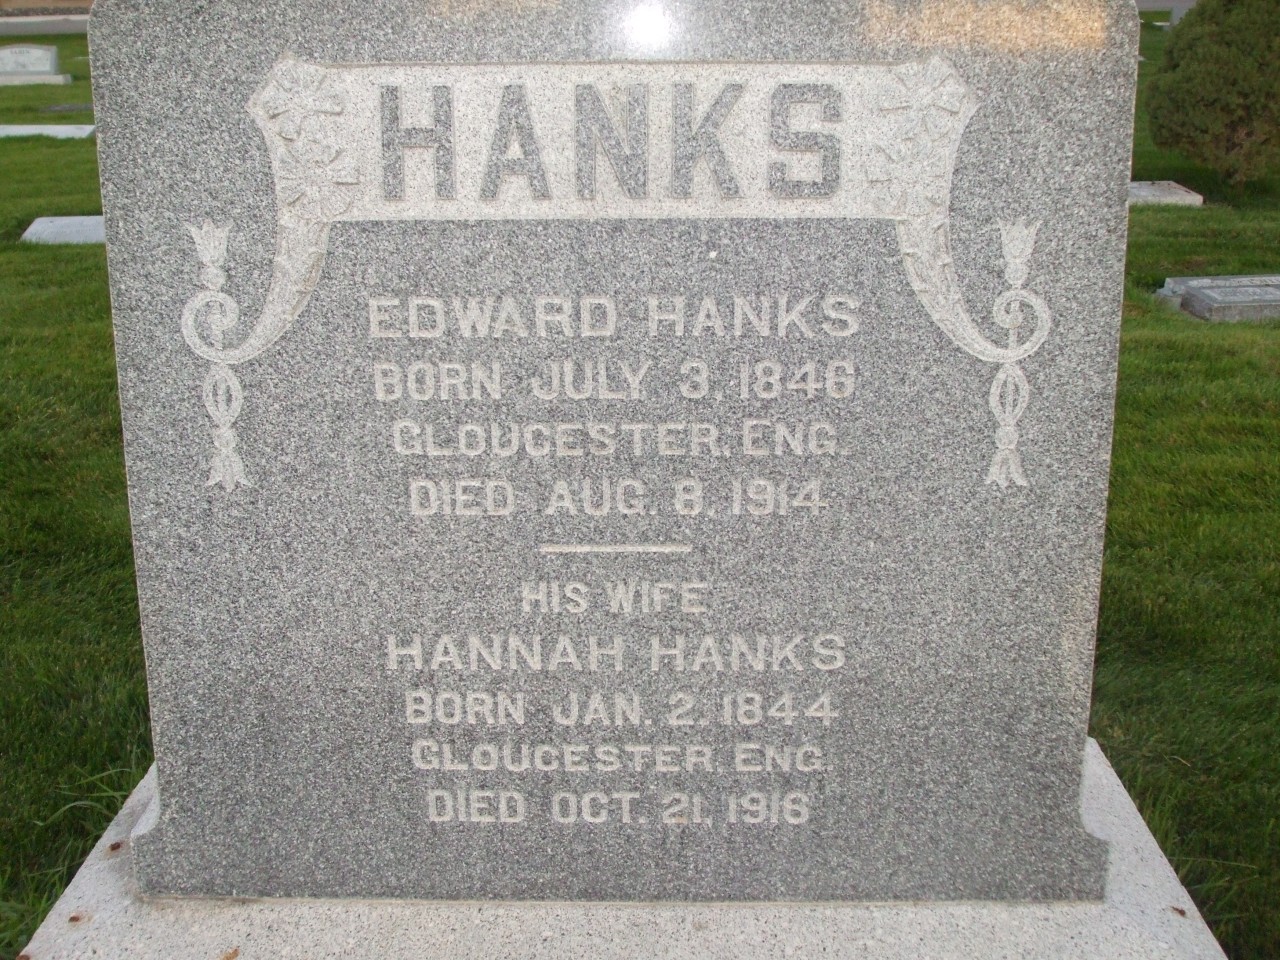 HANKS
EDWARD HANKS
BORN JULY 3, 1846
GLOUCESTER, ENG.
DIED AUG. 8, 1914
HIS WIFE
HANNAH HANKS
BORN JAN. 2, 1844
GLOUCESTER, ENG.
DIED OCT. 21, 1916